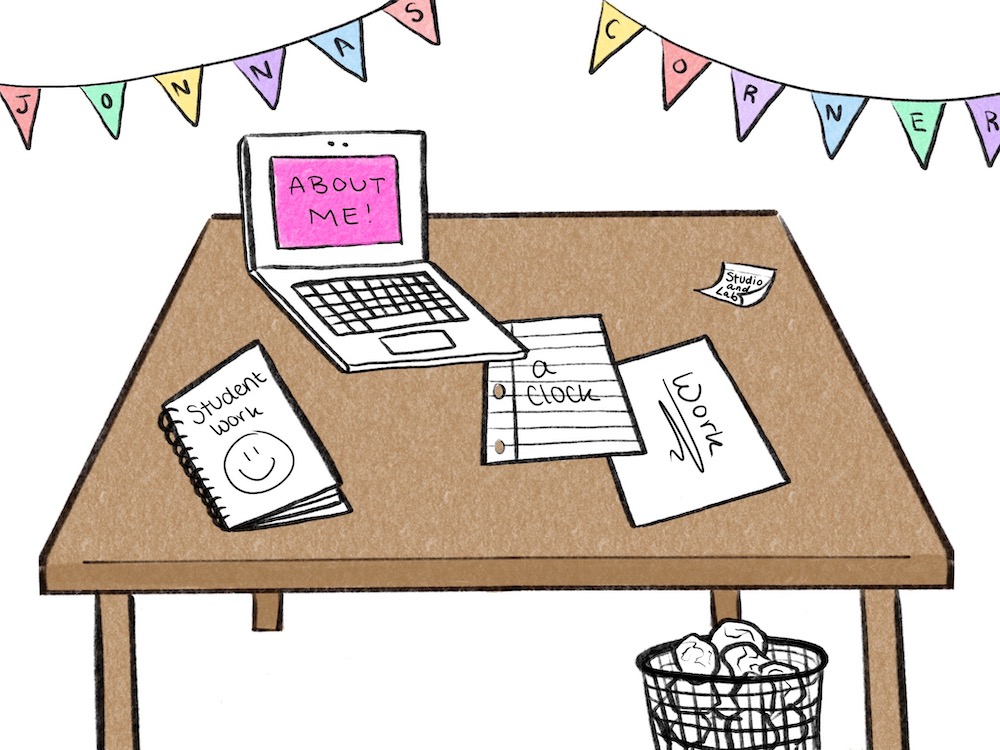 JONNAS CORNER
ABOUT
ME!
Studio
and
Lab
a
clock
Work
Student
work